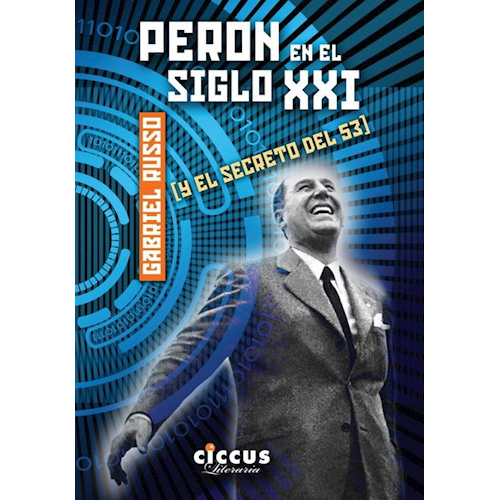 PERON EN EL
SIGLO XXI
[Y EL SECRETO DEL 53]
GABRIEL RUSSO
ciccus
Literaria